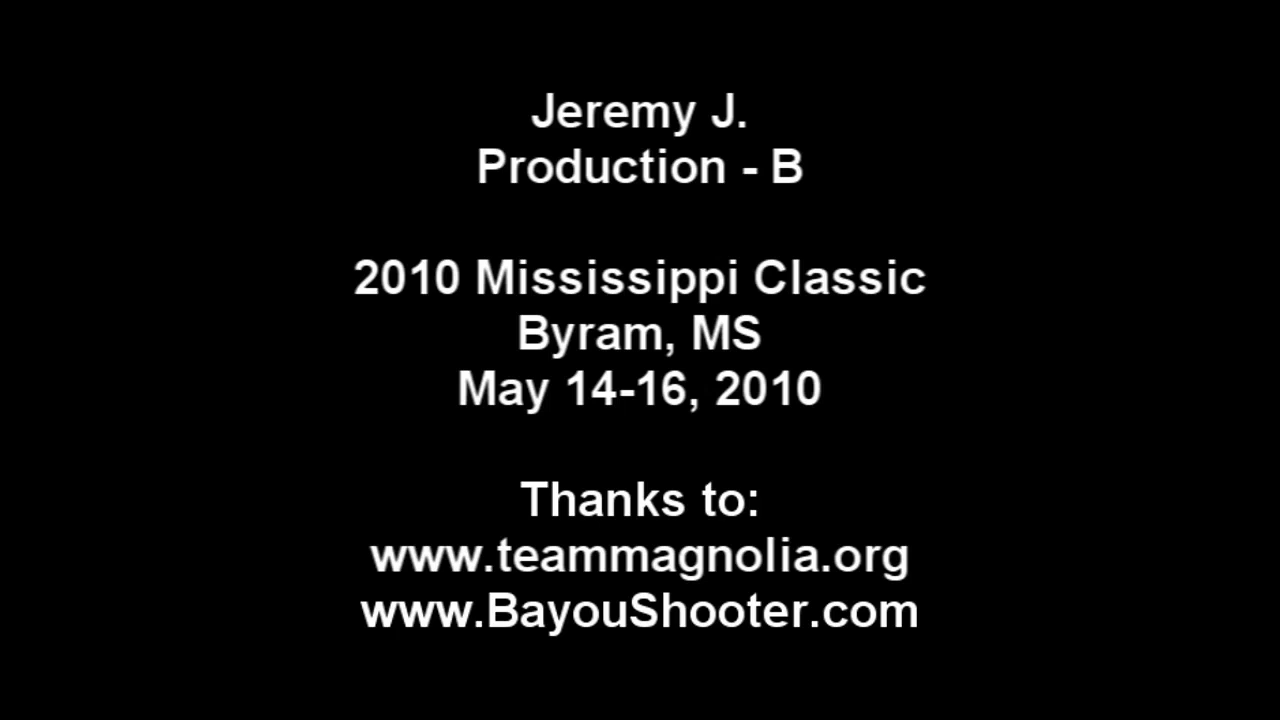 Jeremy J.
Production - B
2010 Mississippi Classic
Byram, MS
May 14-16, 2010
Thanks to:
www.teammagnolia.org
www.BayouShooter.com